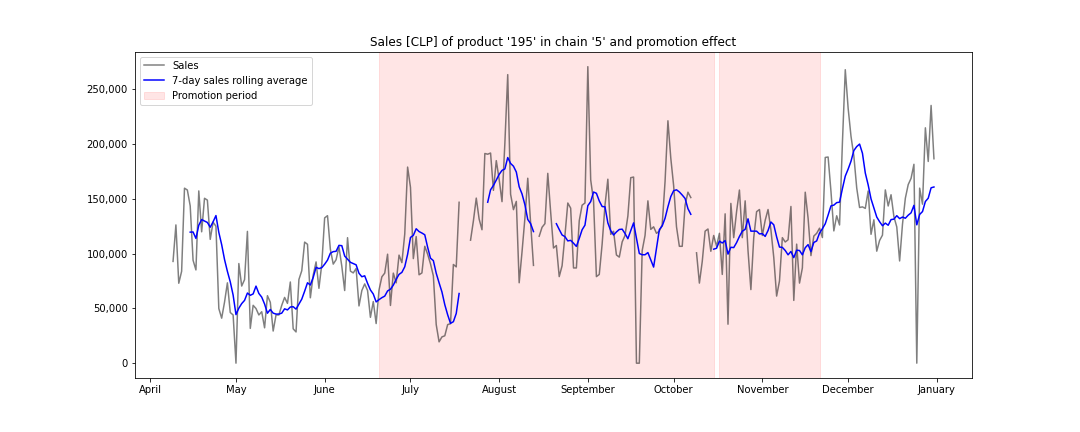 Sales [CLP] of product '195' in chain '5' and promotion effect
Sales
7-day sales rolling average
Promotion period
250,000
200,000
150,000
100,000
50,000
0
April May June July August September October November December January